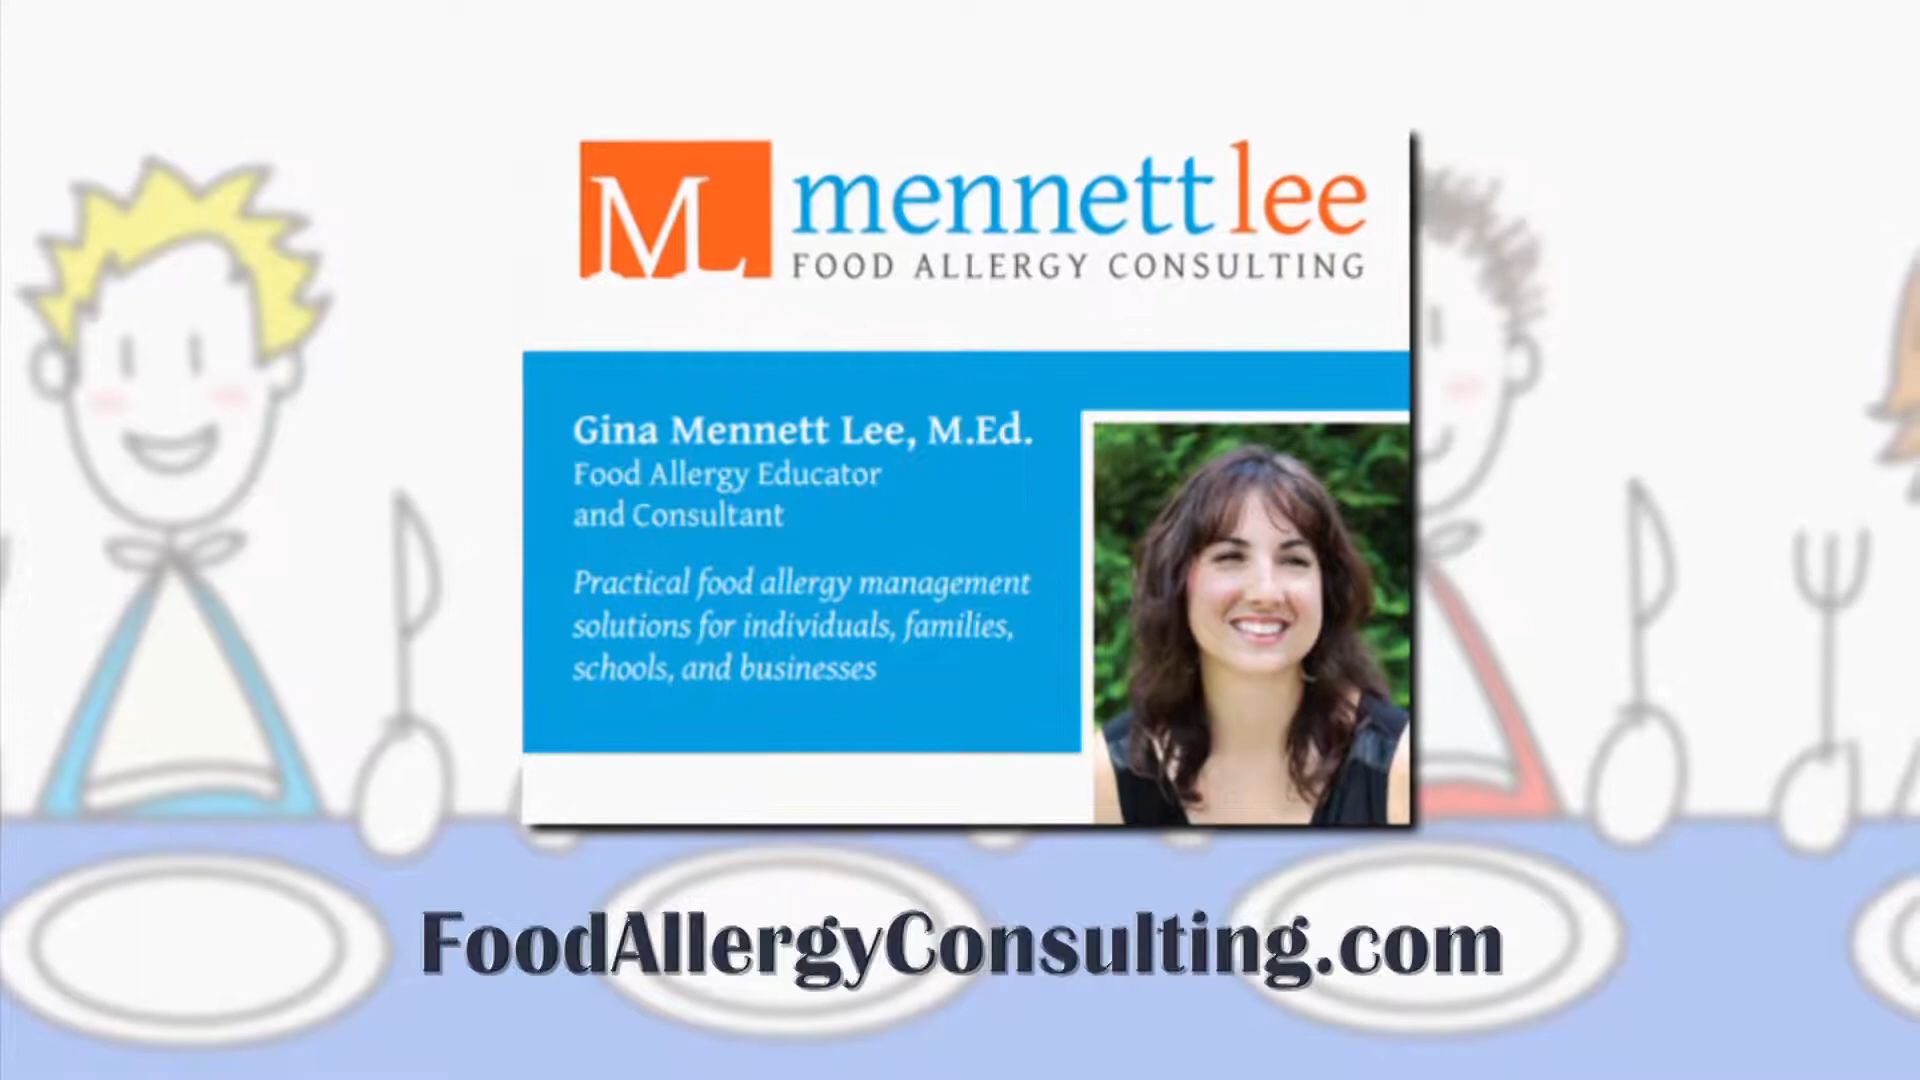 ML
mennett lee
FOOD ALLERGY CONSULTING
Gina Mennett Lee, M.Ed.
Food Allergy Educator
and Consultant
Practical food allergy management
solutions for individuals, families,
schools, and businesses
FoodAllergyConsulting.com